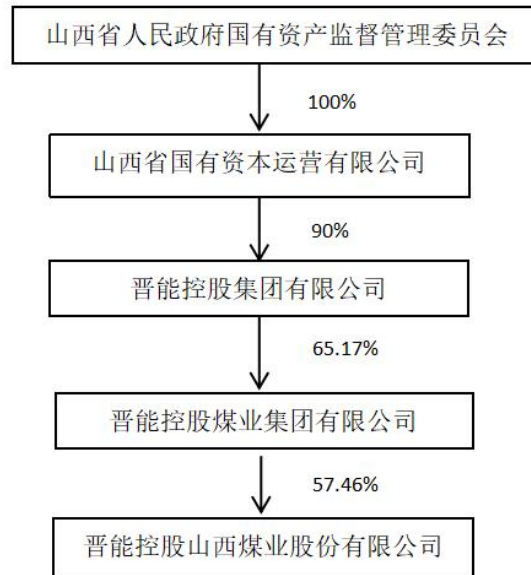 山西省人民政府国有资产监督管理委员会
100%
山西省国有资本运营有限公司
90%
晋能控股集团有限公司
65.17%
晋能控股煤业集团有限公司
57.46%
晋能控股山西煤业股份有限公司